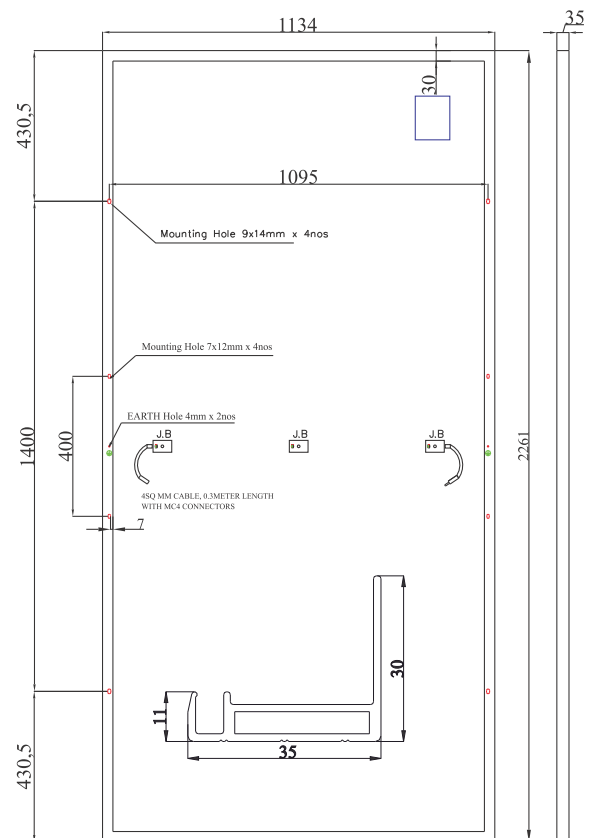 1134
35
30
430,5
1095
Mounting Hole 9x14mm x 4nos
Mounting Hole 7x12mm x 4nos
EARTH Hole 4mm x 2nos
J.B
J.B
J.B
1400
400
2261
4SQ MM CABLE, 0.3METER LENGTH
WITH MC4 CONNECTORS
7
30
11
35
430,5